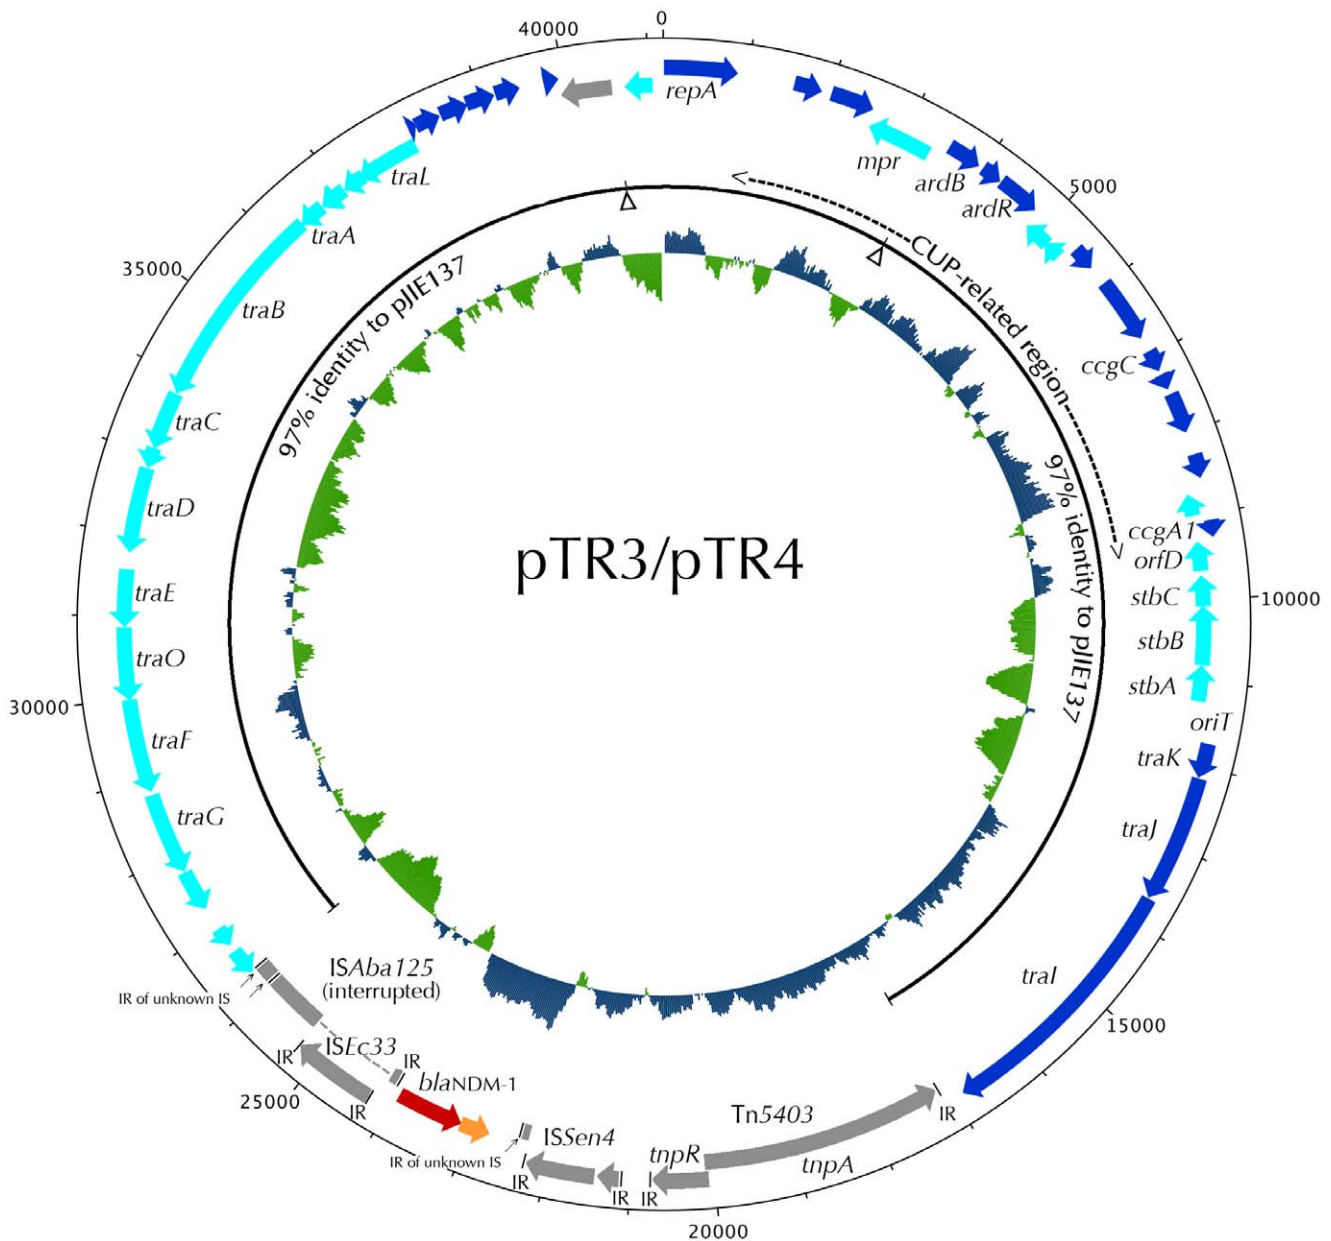 0
40000
repA
mpr
ardB
ardR
5000
traL
traA
35000
traB
97% identity to pJIE137
CUP-related region
ccgC
traC
traD
pTR3/pTR4
97% identity to pJIE137
ccgA1
orfD
stbC
10000
stbB
stbA
traE
traO
30000
traF
oriT
traK
traG
traJ
traI
15000
ISAba125
(interrupted)
IR of unknown IS
ISEc33
IR
IR
blaNDM-1
25000
IR
Tn5403
IR
ISSen4
IR of unknown IS
tnpR
tnpA
IR
IR
IR
20000